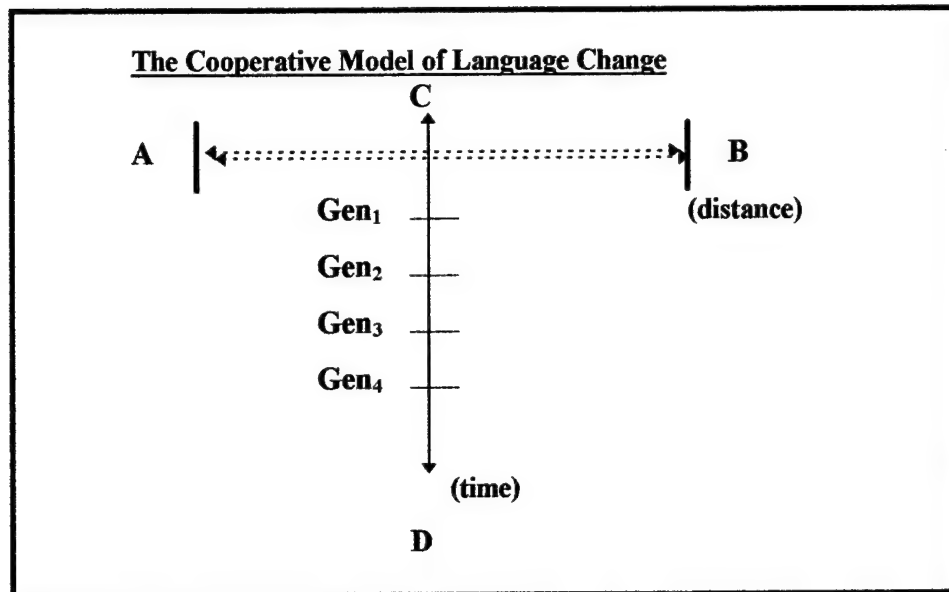 The Cooperative Model of Language Change
C
A
B
Gen₁
(distance)
Gen₂
Gen₃
Gen₄
(time)
D